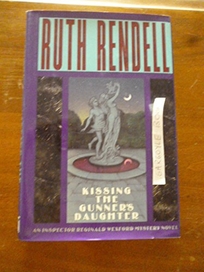 RUTH RENDELL
KISSING
THE
GUNNER'S
DAUGHTER
AN INSPECTOR REGINALD WEXFORD MYSTERY NOVEL